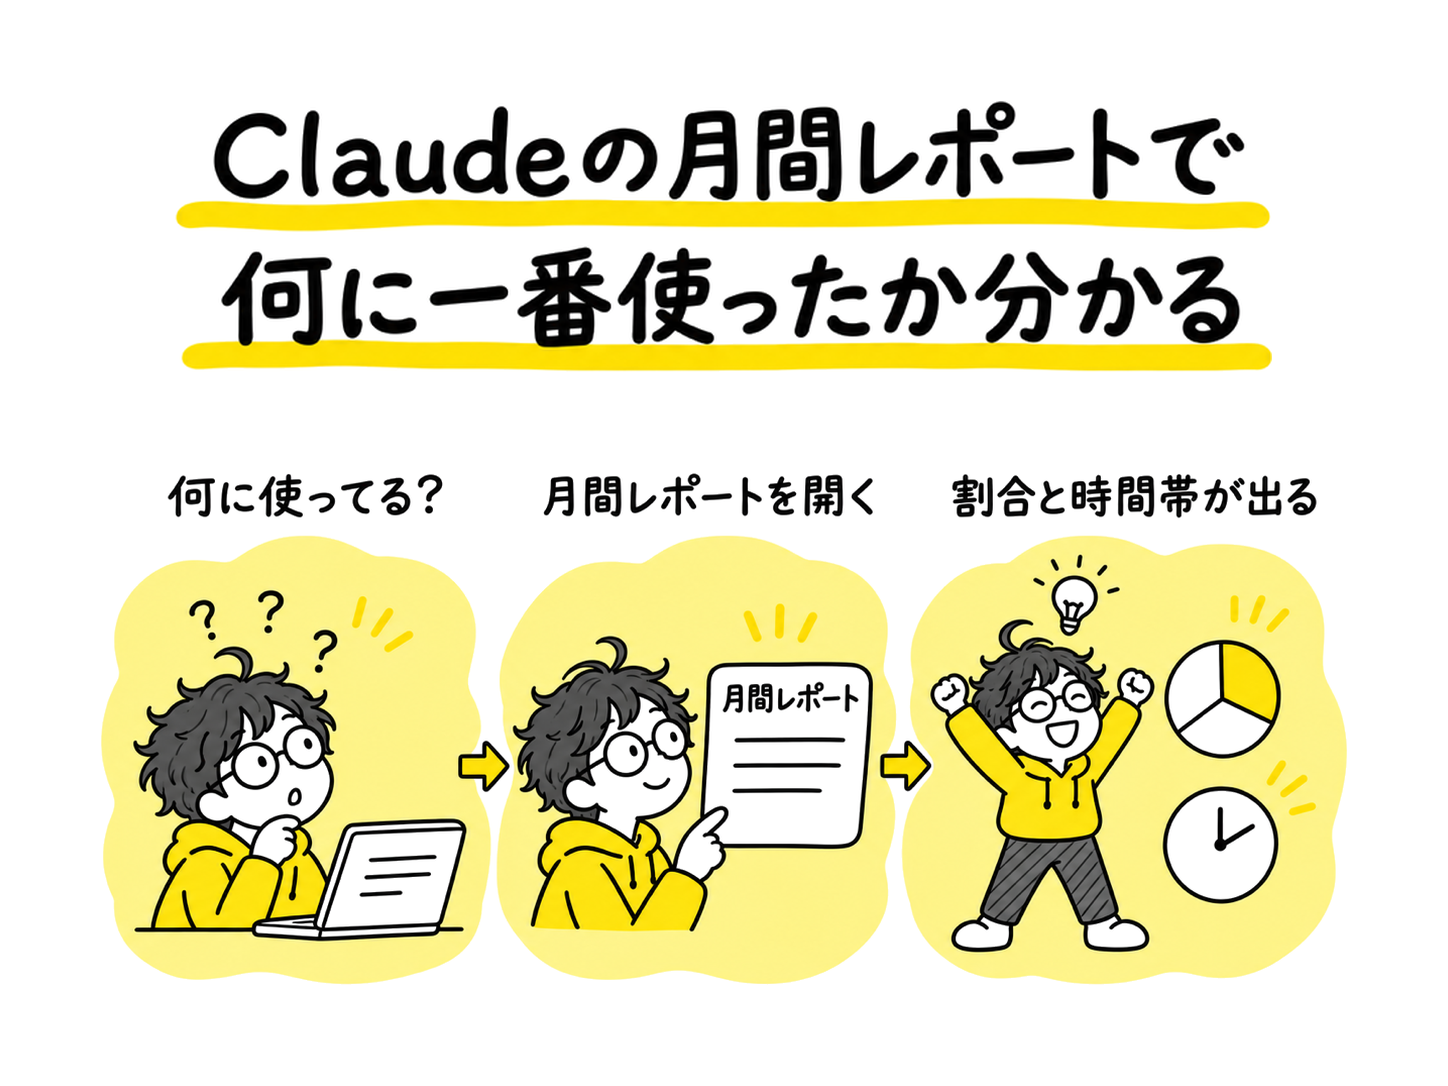 Claudeの月間レポートで
何に一番使ったか分かる
何に使ってる?
月間レポートを開く
割合と時間帯が出る
? ? ?
月間レポート